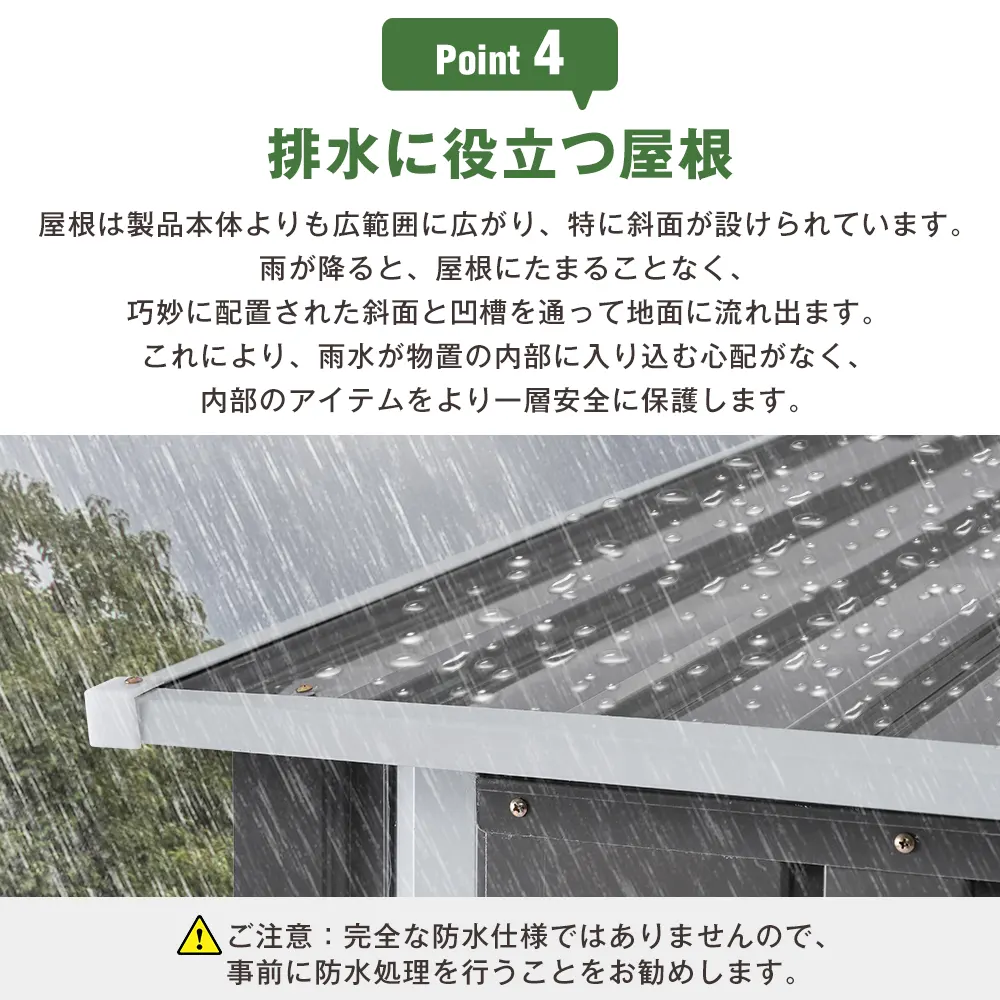 Point 4
排水に役立つ屋根
屋根は製品本体よりも広範囲に広がり、特に斜面が設けられています。
雨が降ると、屋根にたまることなく、
巧妙に配置された斜面と凹槽を通って地面に流れ出ます。
これにより、雨水が物置の内部に入り込む心配がなく、
内部のアイテムをより一層安全に保護します。
ご注意：完全な防水仕様ではありませんので、
事前に防水処理を行うことをお勧めします。